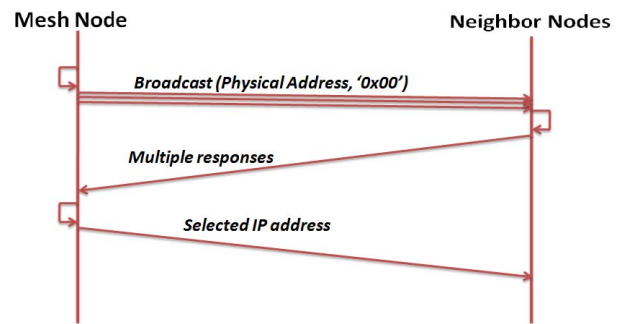 Mesh Node
Neighbor Nodes
Broadcast (Physical Address, ‘0x00’)
Multiple responses
Selected IP address